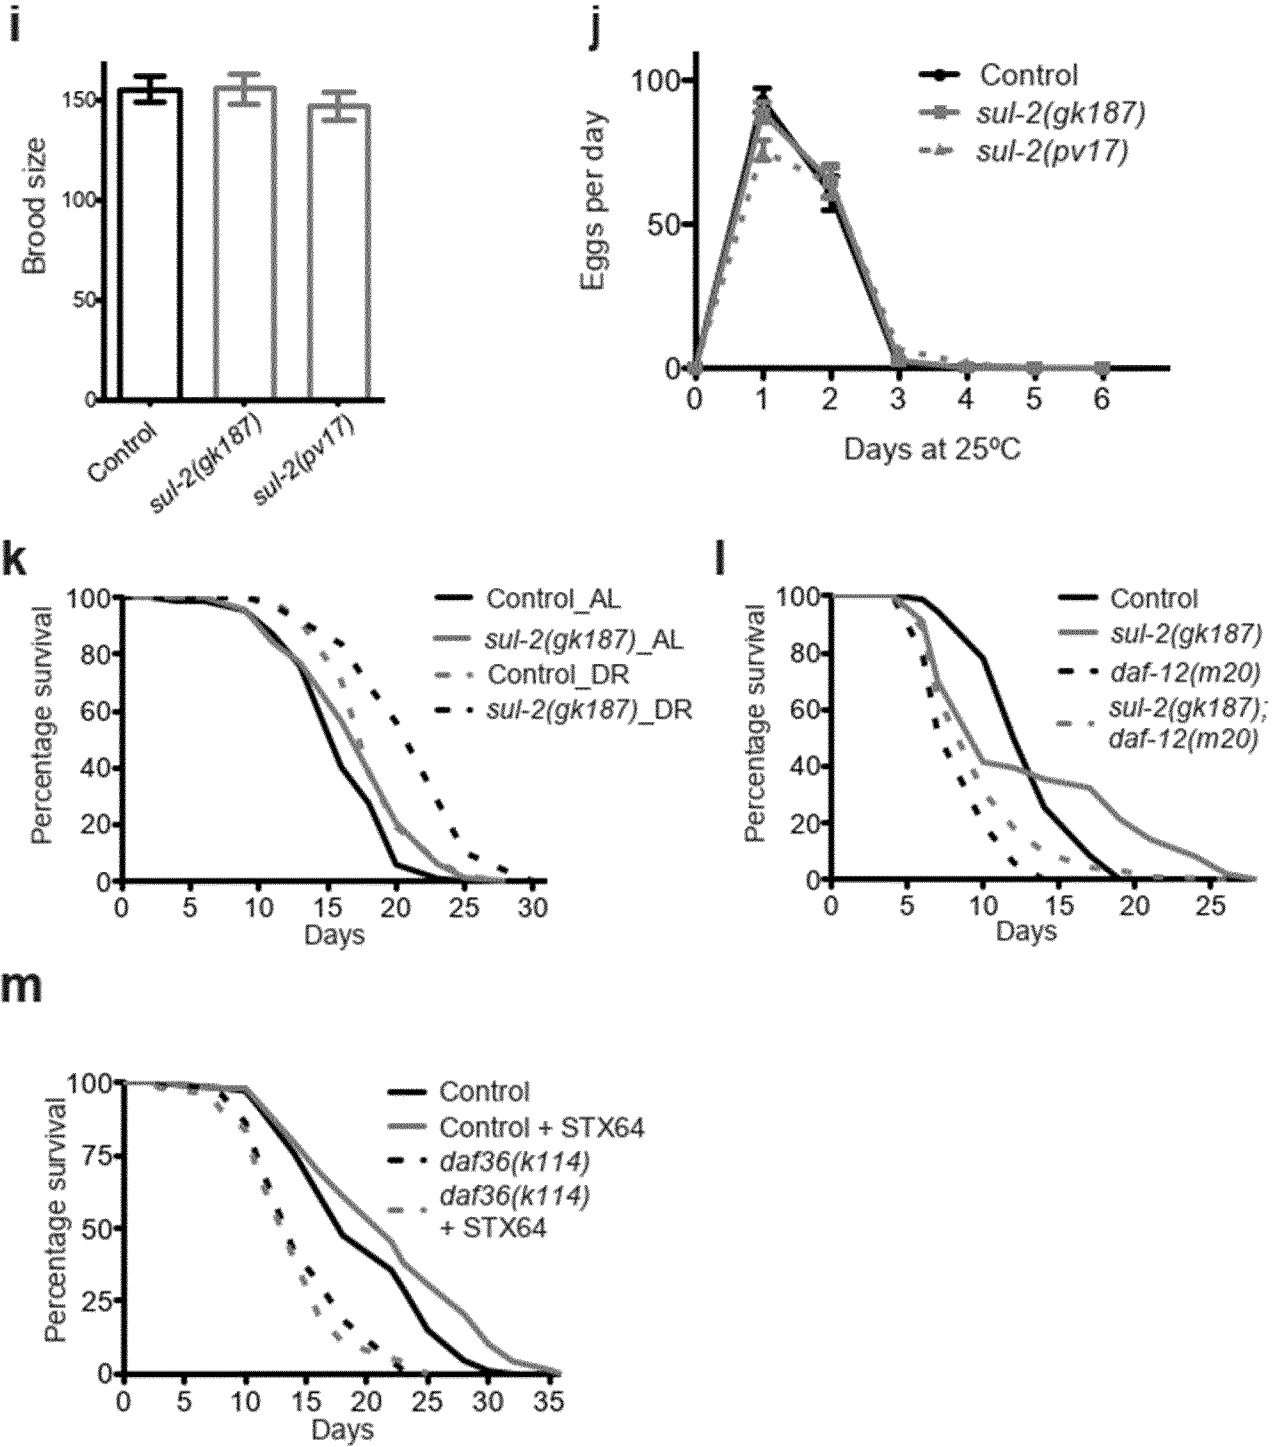 i
150
100
50
0
Brood size
Control
sul-2(gk187)
sul-2(pv17)
j
100
50
0
Eggs per day
Control
sul-2(gk187)
sul-2(pv17)
0 1 2 3 4 5 6
Days at 25ºC
k
100
80
60
40
20
0
Percentage survival
Control_AL
sul-2(gk187)_AL
Control_DR
sul-2(gk187)_DR
0 5 10 15 20 25 30
Days
l
100
80
60
40
20
0
Percentage survival
Control
sul-2(gk187)
daf-12(m20)
sul-2(gk187);
daf-12(m20)
0 5 10 15 20 25
Days
m
100
75
50
25
0
Percentage survival
Control
Control + STX64
daf36(k114)
daf36(k114)
+ STX64
0 5 10 15 20 25 30 35
Days